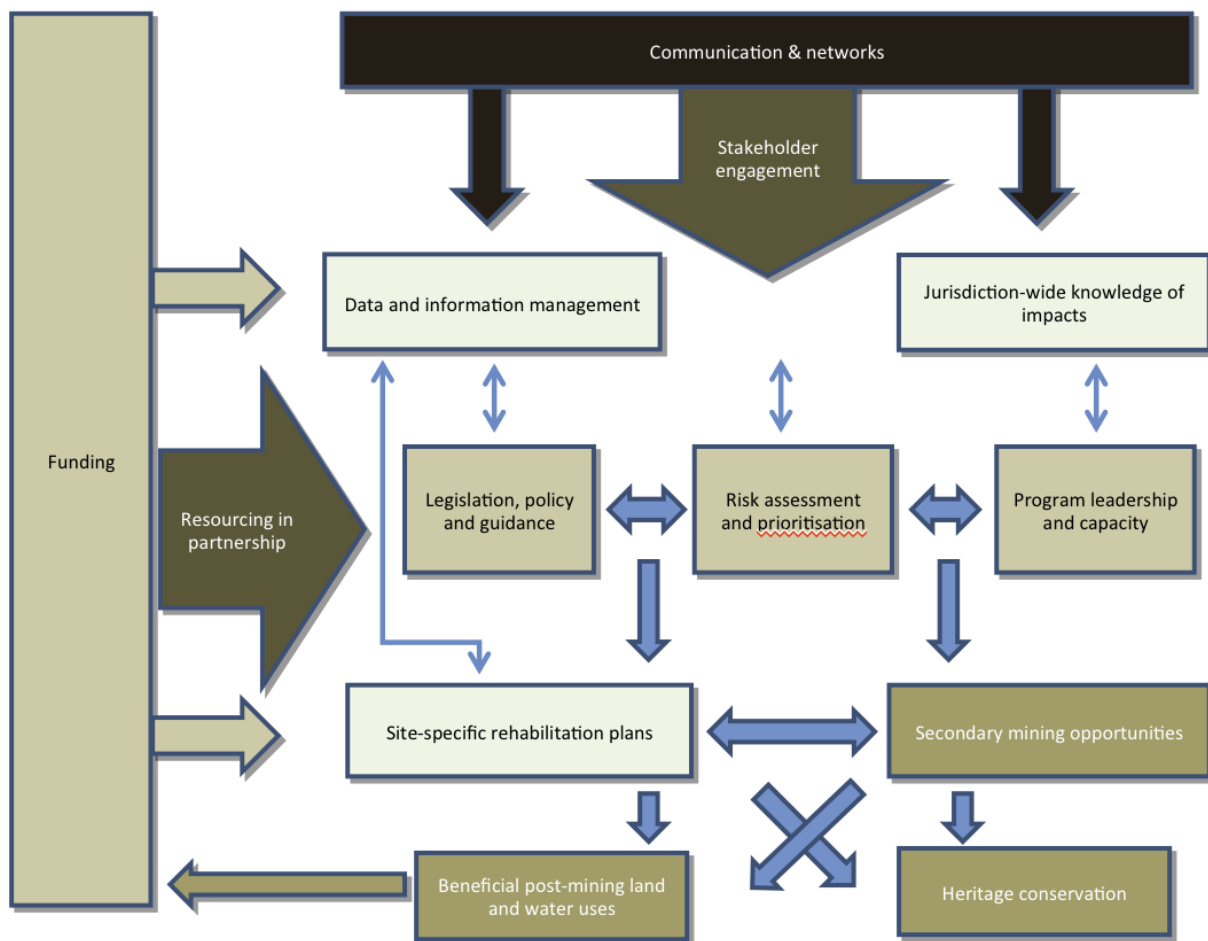 Communication & networks
Stakeholder
engagement
Data and information management
Jurisdiction-wide knowledge of
impacts
Funding
Resourcing in
partnership
Legislation, policy
and guidance
Risk assessment
and prioritisation
Program leadership
and capacity
Site-specific rehabilitation plans
Secondary mining opportunities
Beneficial post-mining land
and water uses
Heritage conservation